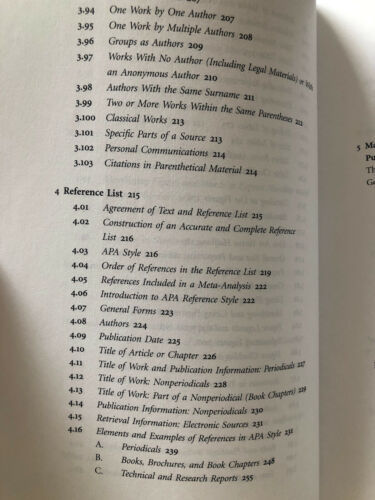 3.94 One Work by One Author 207
3.95 One Work by Multiple Authors 208
3.96 Groups as Authors 209
3.97 Works With No Author (Including Legal Materials) or With
an Anonymous Author 210
3.98 Authors With the Same Surname 211
3.99 Two or More Works Within the Same Parentheses 212
3.100 Classical Works 213
3.101 Specific Parts of a Source 213
3.102 Personal Communications 214
3.103 Citations in Parenthetical Material 214
4 Reference List 215
4.01 Agreement of Text and Reference List 215
4.02 Construction of an Accurate and Complete Reference
List 216
4.03 APA Style 216
4.04 Order of References in the Reference List 219
4.05 References Included in a Meta-Analysis 222
4.06 Introduction to APA Reference Style 222
4.07 General Forms 223
4.08 Authors 224
4.09 Publication Date 225
4.10 Title of Article or Chapter 226
4.11 Title of Work and Publication Information: Periodicals 227
4.12 Title of Work: Nonperiodicals 228
4.13 Title of Work: Part of a Nonperiodical (Book Chapters) 229
4.14 Publication Information: Nonperiodicals 230
4.15 Retrieval Information: Electronic Sources 231
4.16 Elements and Examples of References in APA Style 231
A. Periodicals 239
B. Books, Brochures, and Book Chapters 248
C. Technical and Research Reports 255
5